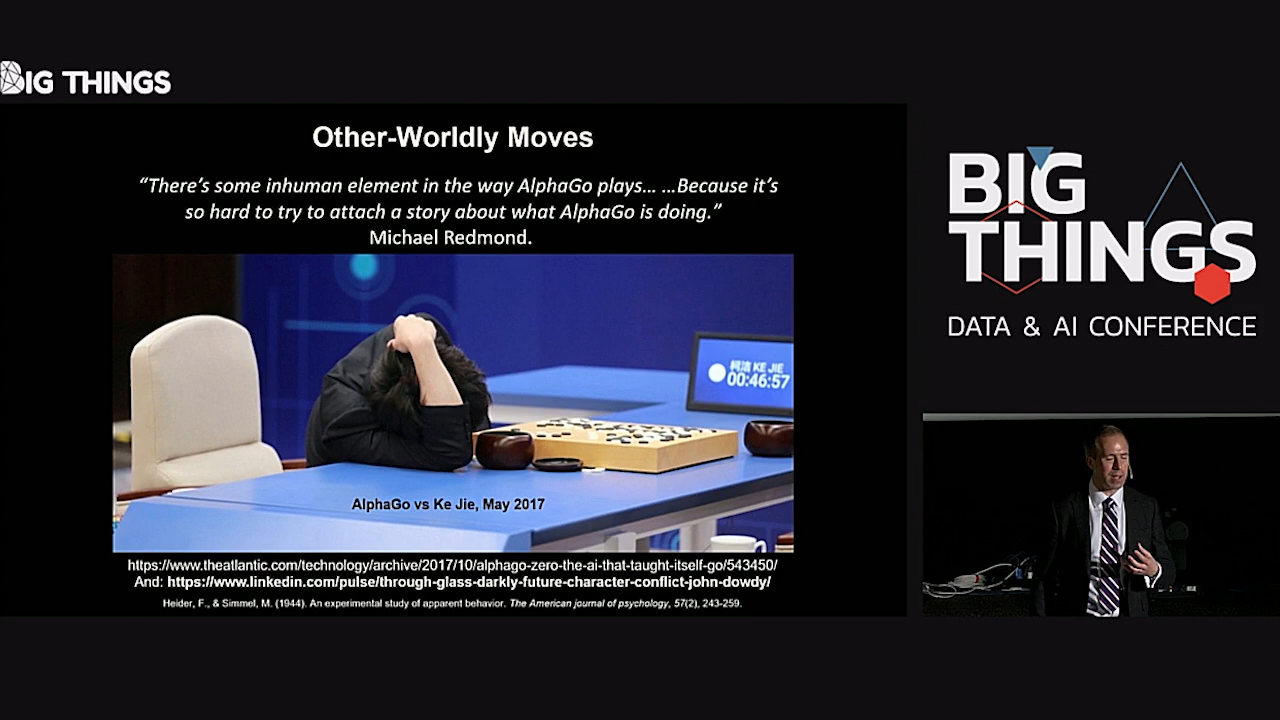 BIG THINGS
Other-Worldly Moves
“There’s some inhuman element in the way AlphaGo plays… …Because it’s
so hard to try to attach a story about what AlphaGo is doing.”
Michael Redmond.
柯洁 KE JIE
00:46:57
AlphaGo vs Ke Jie, May 2017
https://www.theatlantic.com/technology/archive/2017/10/alphago-zero-the-ai-that-taught-itself-go/543450/
And: https://www.linkedin.com/pulse/through-glass-darkly-future-character-conflict-john-dowdy/
Heider, F., & Simmel, M. (1944). An experimental study of apparent behavior. The American journal of psychology, 57(2), 243-259.
BIG
THINGS
DATA & AI CONFERENCE